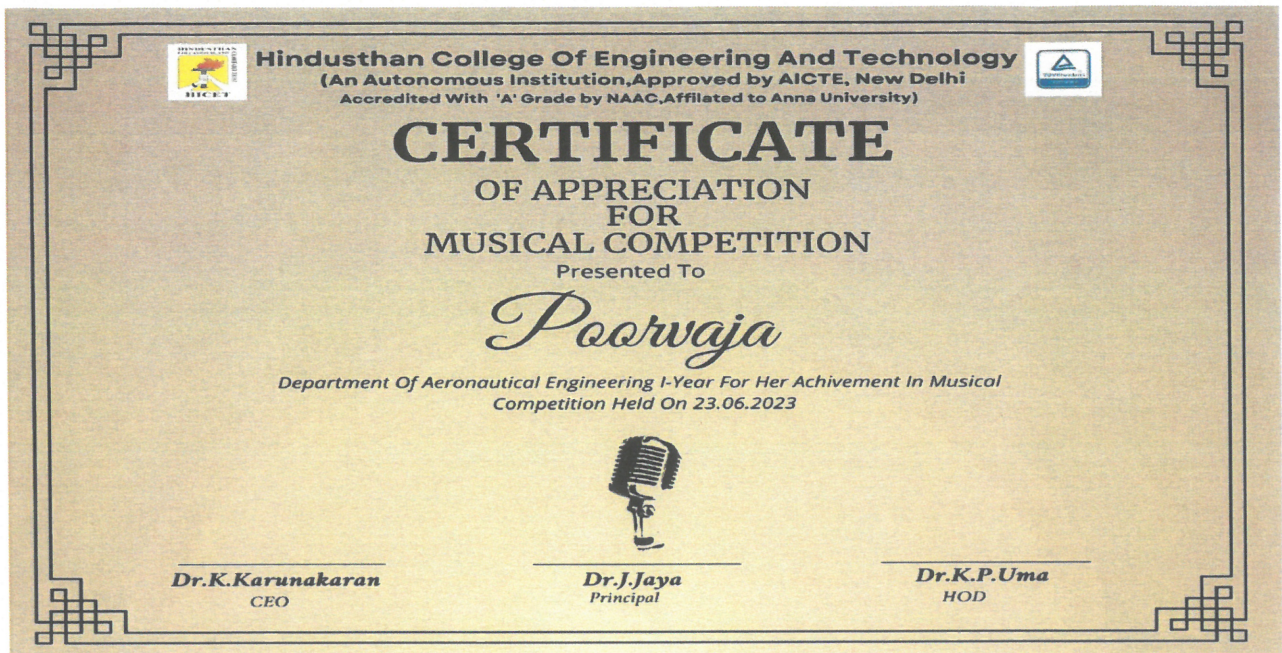 HINDUSTHAN
HICET
Hindusthan College Of Engineering And Technology
(An Autonomous Institution,Approved by AICTE, New Delhi
Accredited With 'A' Grade by NAAC,Affilated to Anna University)
CERTIFICATE
OF APPRECIATION
FOR
MUSICAL COMPETITION
Presented To
Poorvaja
Department Of Aeronautical Engineering I-Year For Her Achivement In Musical
Competition Held On 23.06.2023
Dr.K.Karunakaran
CEO
Dr.J.Jaya
Principal
Dr.K.P.Uma
HOD